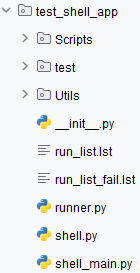 test_shell_app
Scripts
test
Utils
__init__.py
run_list.lst
run_list_fail.lst
runner.py
shell.py
shell_main.py